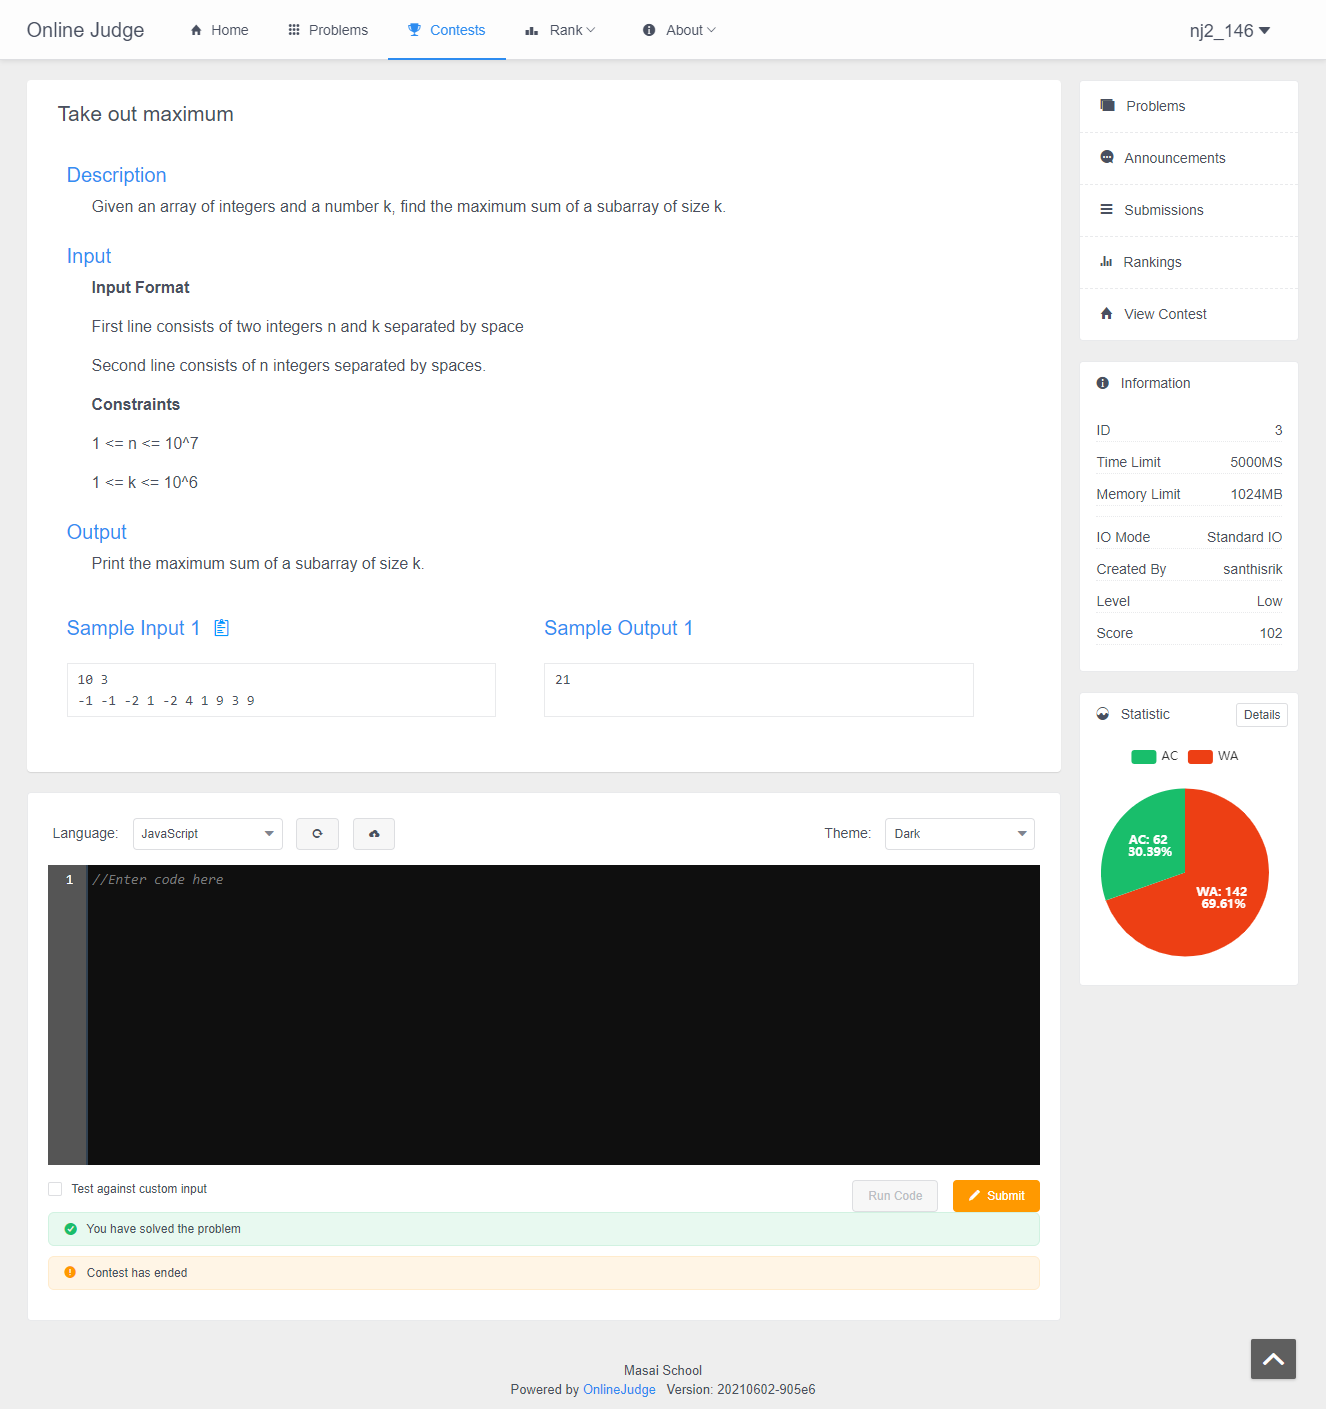 Online Judge Home Problems Contests Rank About nj2_146
Take out maximum
Description
Given an array of integers and a number k, find the maximum sum of a subarray of size k.
Input
Input Format
First line consists of two integers n and k separated by space
Second line consists of n integers separated by spaces.
Constraints
1 <= n <= 10^7
1 <= k <= 10^6
Output
Print the maximum sum of a subarray of size k.
Sample Input 1
10 3
-1 -1 -2 1 -2 4 1 9 3 9
Sample Output 1
21
Language: JavaScript Theme: Dark
1 //Enter code here
Test against custom input Run Code Submit
You have solved the problem
Contest has ended
Problems
Announcements
Submissions
Rankings
View Contest
Information
ID 3
Time Limit 5000MS
Memory Limit 1024MB
IO Mode Standard IO
Created By santhisrik
Level Low
Score 102
Statistic Details
AC WA
AC: 62
30.39%
WA: 142
69.61%
Masai School
Powered by OnlineJudge Version: 20210602-905e6